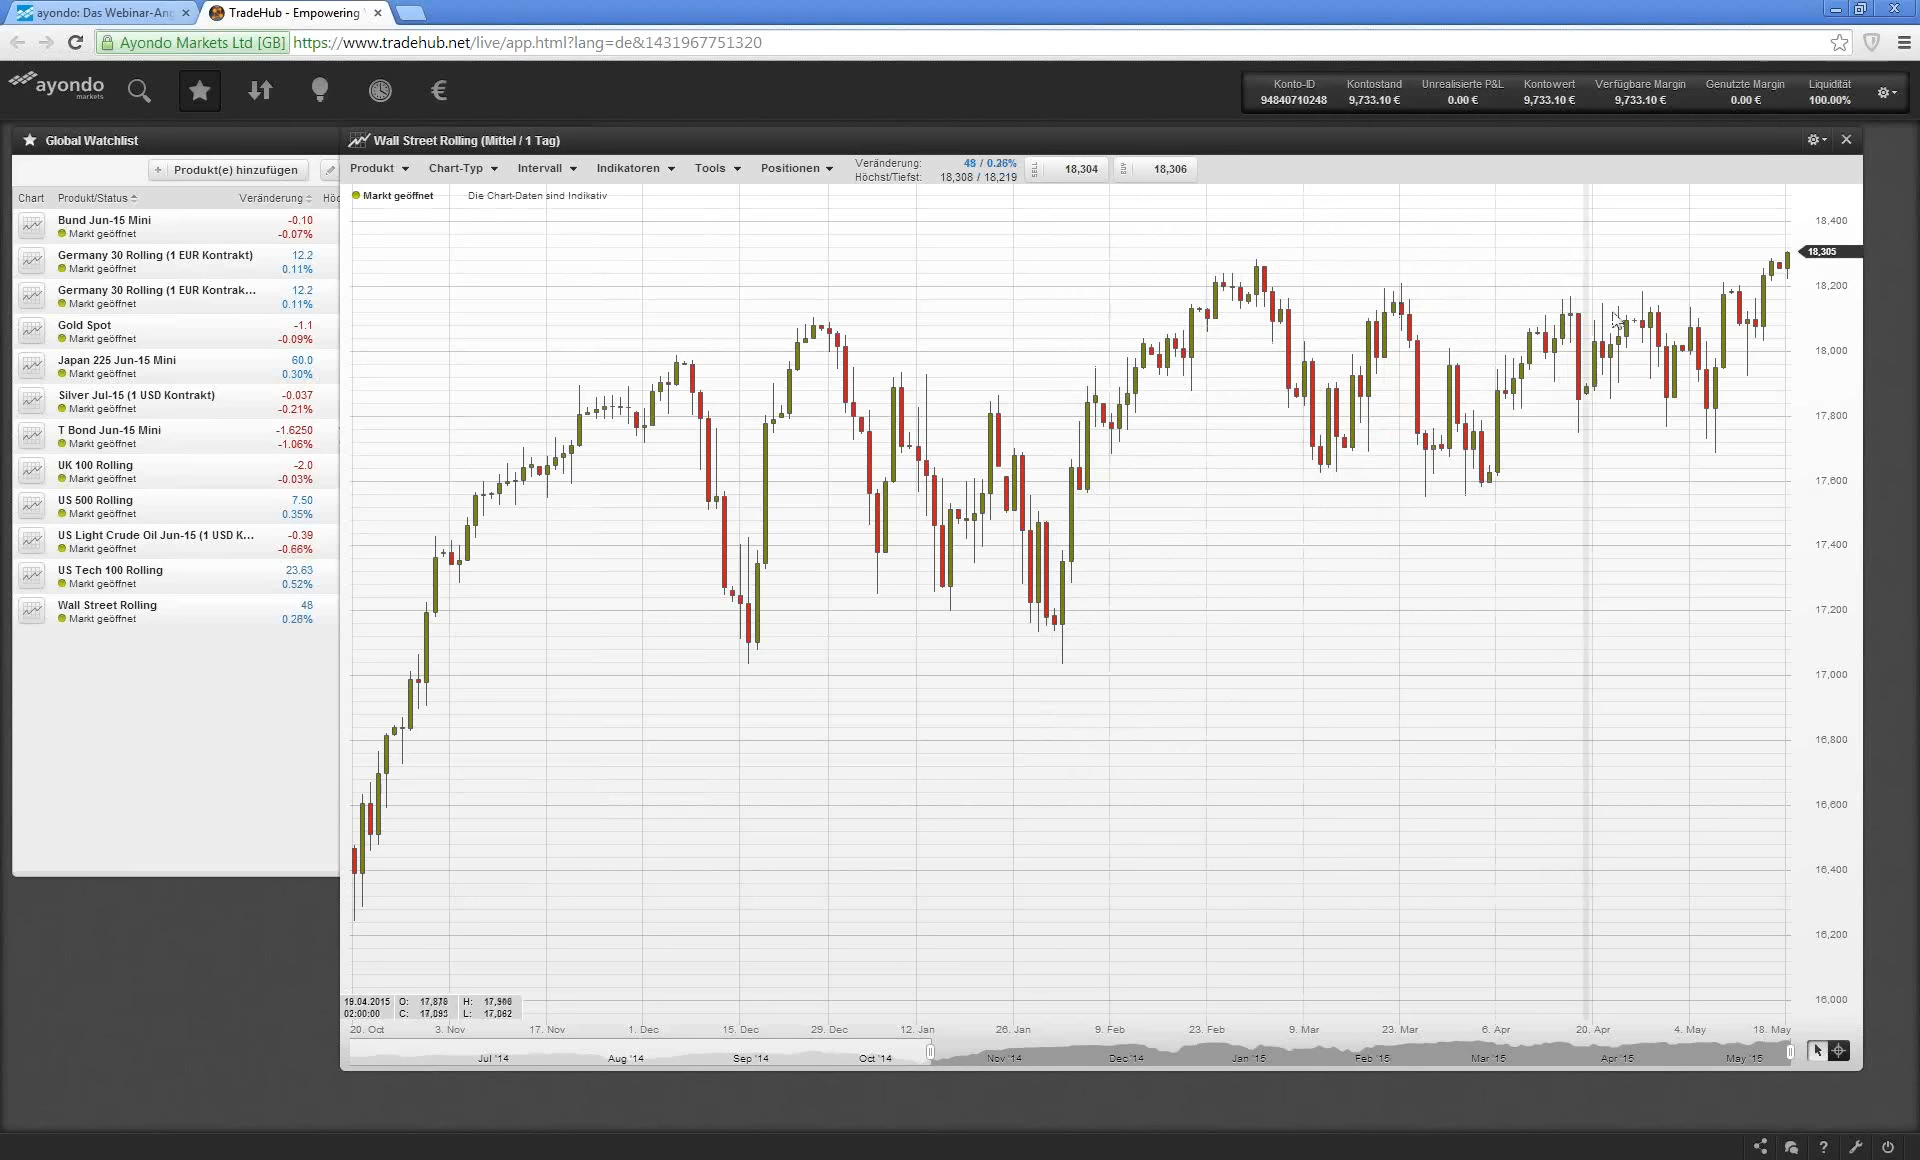 ayondo: Das Webinar-Ang
TradeHub - Empowering
Ayondo Markets Ltd [GB] https://www.tradehub.net/live/app.html?lang=de&1431967751320
ayondo
markets
Konto-ID Kontostand Unrealisierte P&L Kontowert Verfügbare Margin Genutzte Margin Liquidität
94840710248 9,733.10 € 0.00 € 9,733.10 € 9,733.10 € 0.00 € 100.00%
Global Watchlist
+ Produkt(e) hinzufügen
Chart Produkt/Status Veränderung Höc
Bund Jun-15 Mini -0.10
Markt geöffnet -0.07%
Germany 30 Rolling (1 EUR Kontrakt) 12.2
Markt geöffnet 0.11%
Germany 30 Rolling (1 EUR Kontrak... 12.2
Markt geöffnet 0.11%
Gold Spot -1.1
Markt geöffnet -0.09%
Japan 225 Jun-15 Mini 60.0
Markt geöffnet 0.30%
Silver Jul-15 (1 USD Kontrakt) -0.037
Markt geöffnet -0.21%
T Bond Jun-15 Mini -1.6250
Markt geöffnet -1.06%
UK 100 Rolling -2.0
Markt geöffnet -0.03%
US 500 Rolling 7.50
Markt geöffnet 0.35%
US Light Crude Oil Jun-15 (1 USD K... -0.39
Markt geöffnet -0.66%
US Tech 100 Rolling 23.63
Markt geöffnet 0.52%
Wall Street Rolling 48
Markt geöffnet 0.26%
Wall Street Rolling (Mittel / 1 Tag)
Produkt Chart-Typ Intervall Indikatoren Tools Positionen
Veränderung: 48 / 0.26%
Höchst/Tiefst: 18,308 / 18,219
SELL 18,304 BUY 18,306
Markt geöffnet Die Chart-Daten sind Indikativ
18,400
18,305
18,200
18,000
17,800
17,600
17,400
17,200
17,000
16,800
16,600
16,400
16,200
16,000
19.04.2015 O: 17,878 H:
02:00:00 C: L:
20. Oct 3. Nov 17. Nov 1. Dec 15. Dec 29. Dec 12. Jan 26. Jan 9. Feb 23. Feb 9. Mar 23. Mar 6. Apr 20. Apr 4. May 18. May
Jul '14 Aug '14 Sep '14 Oct '14 Nov '14 Dec '14 Jan '15 Feb '15 Mar '15 Apr '15 May '15